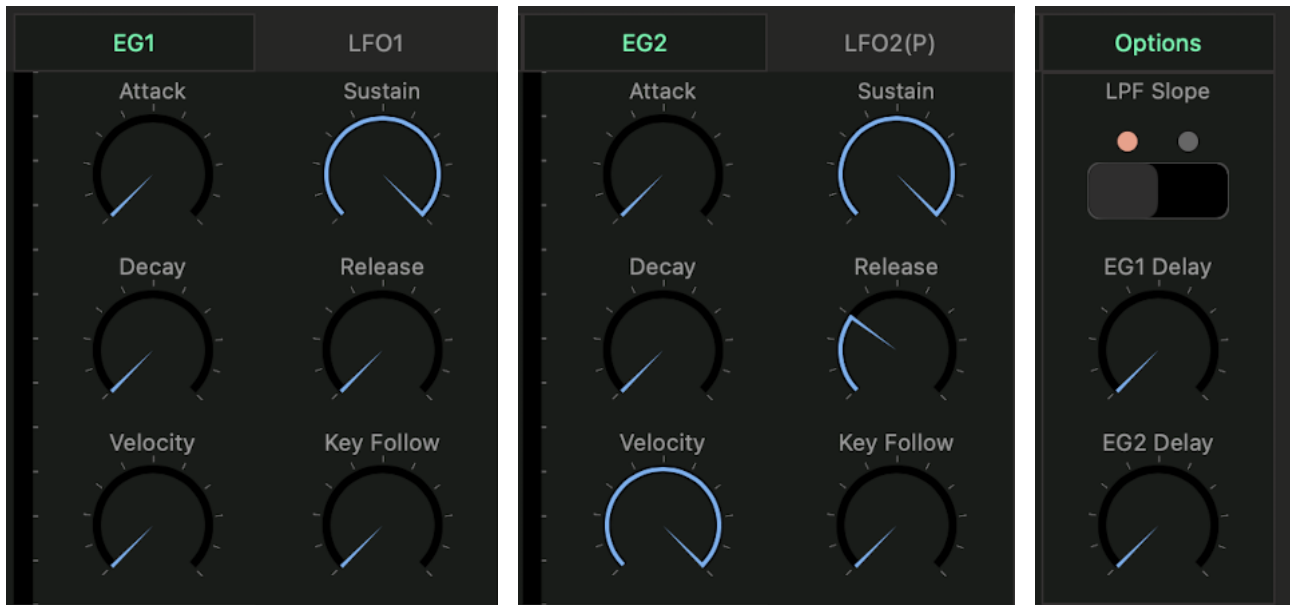 EG1 LFO1
Attack Sustain
Decay Release
Velocity Key Follow
EG2 LFO2(P)
Attack Sustain
Decay Release
Velocity Key Follow
Options
LPF Slope
EG1 Delay
EG2 Delay